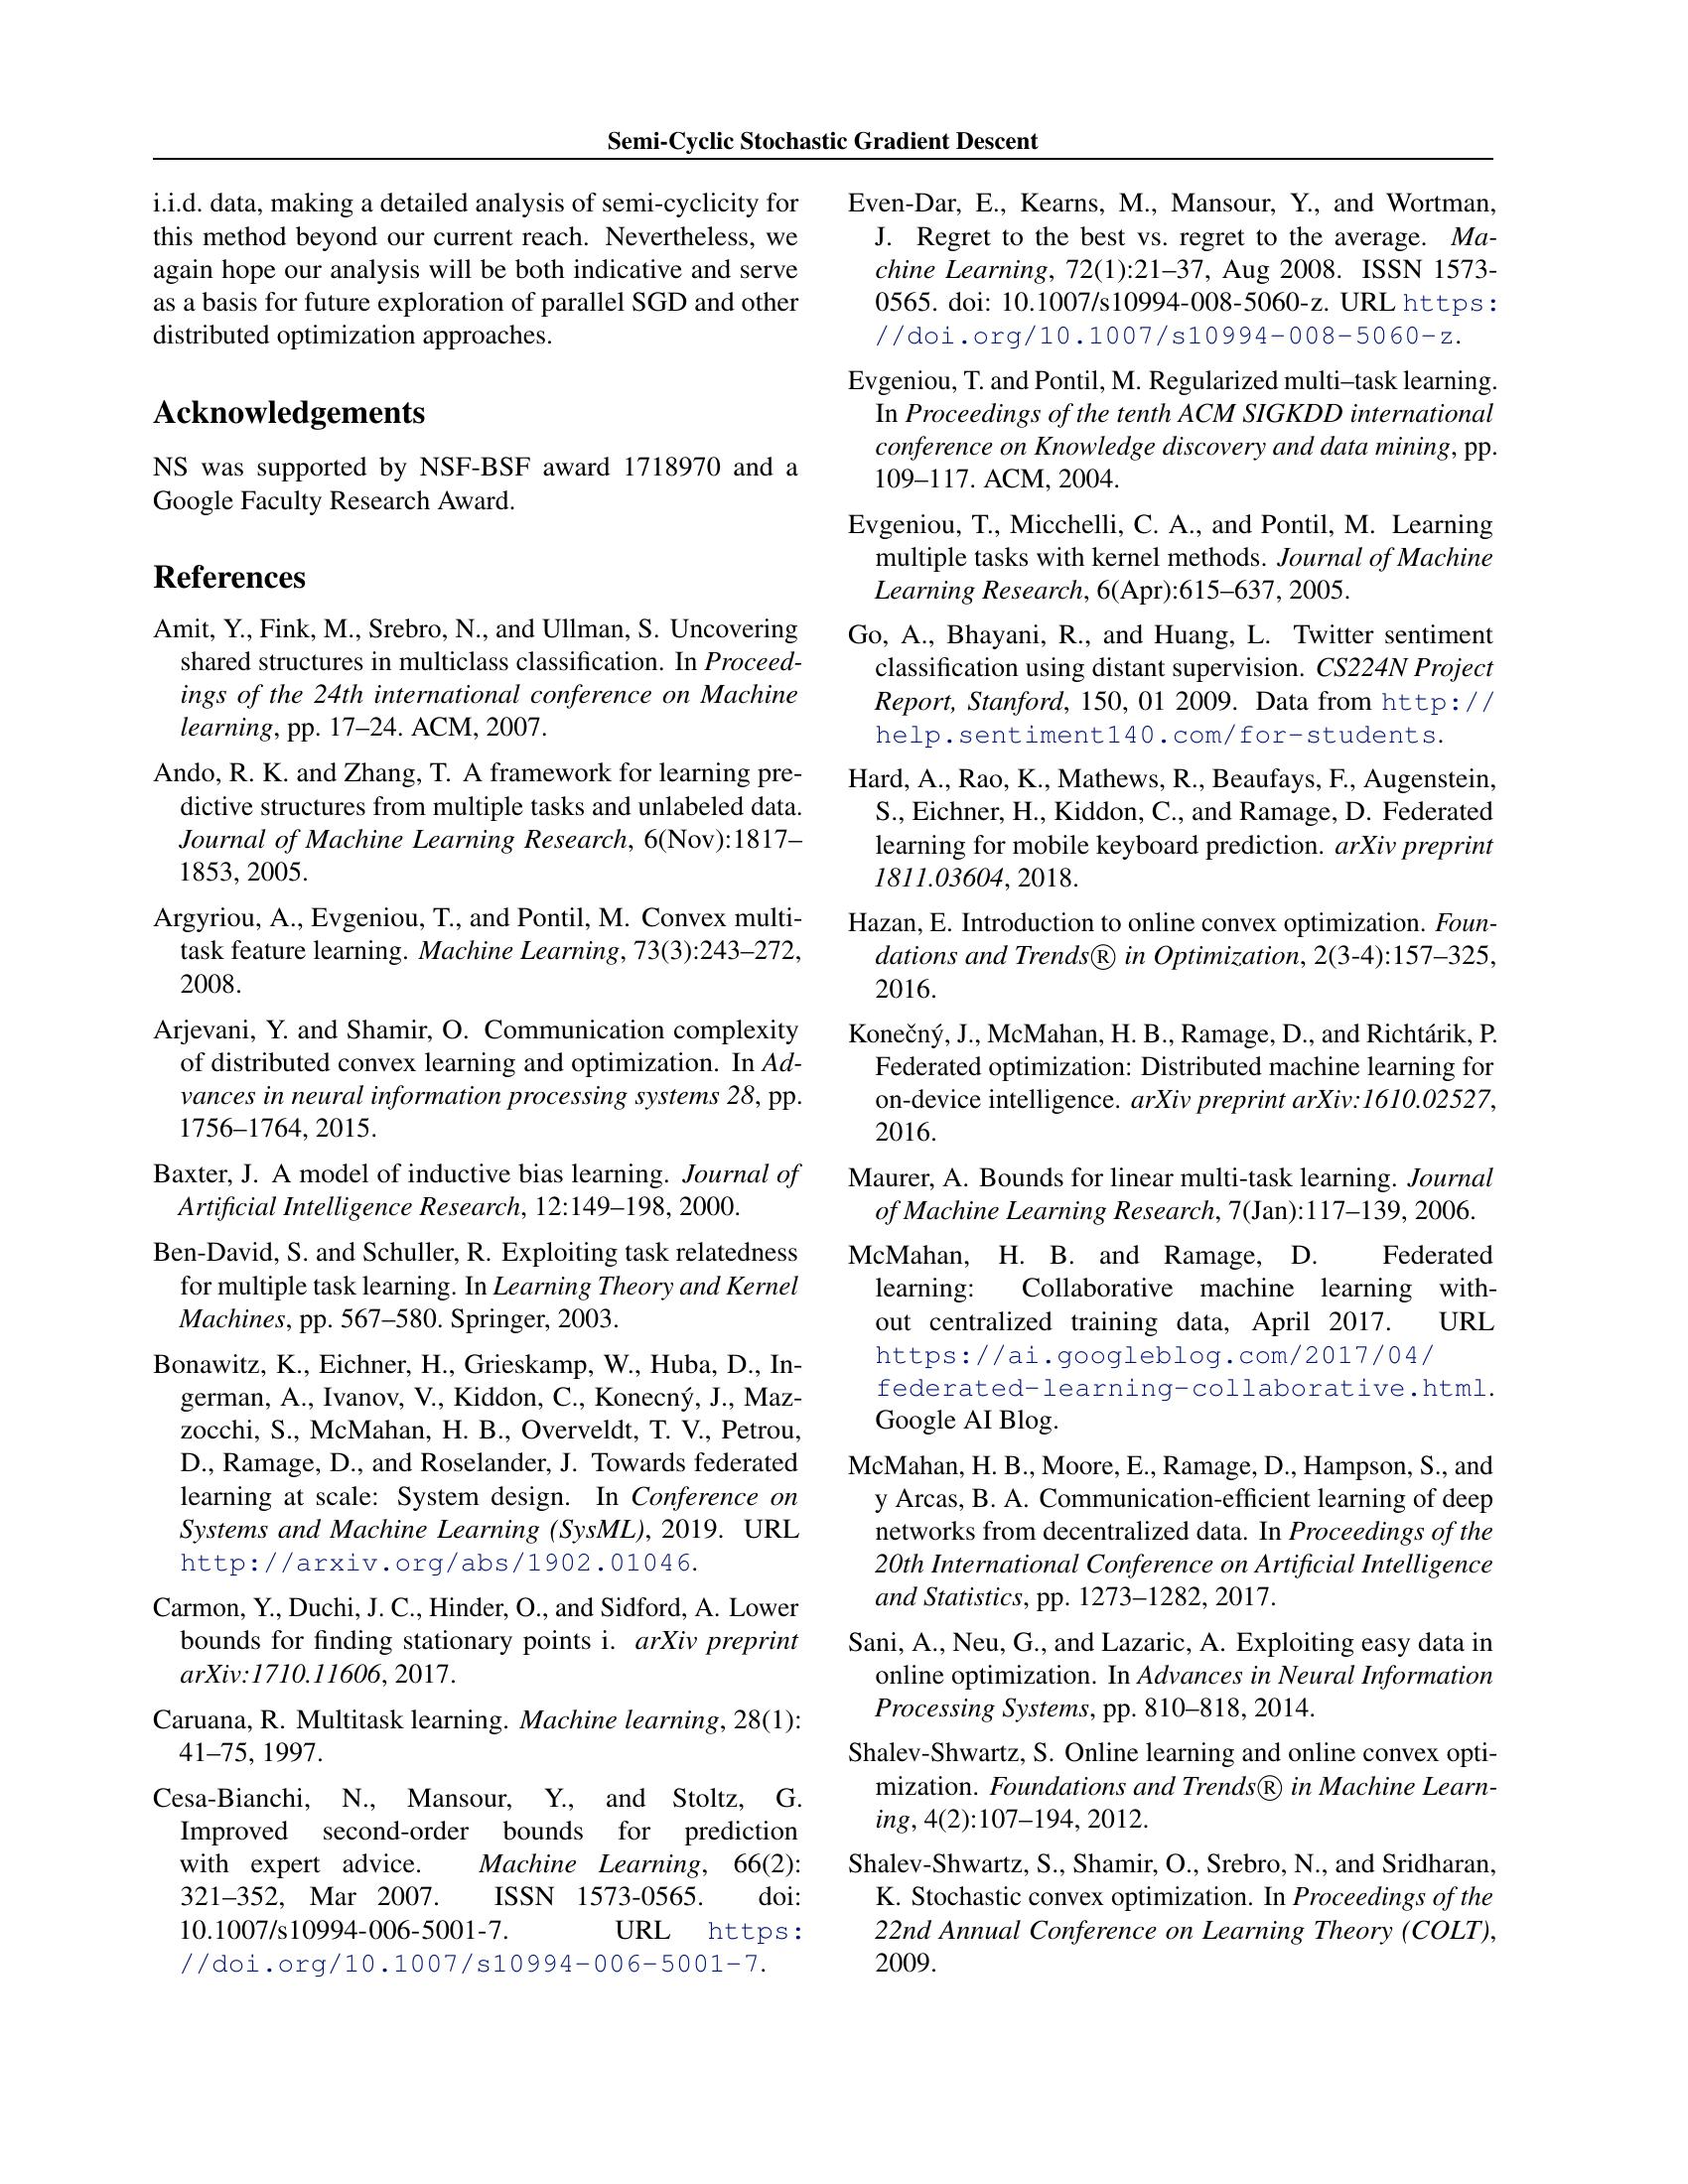 Semi-Cyclic Stochastic Gradient Descent
i.i.d. data, making a detailed analysis of semi-cyclicity for
this method beyond our current reach. Nevertheless, we
again hope our analysis will be both indicative and serve
as a basis for future exploration of parallel SGD and other
distributed optimization approaches.
Acknowledgements
NS was supported by NSF-BSF award 1718970 and a
Google Faculty Research Award.
References
Amit, Y., Fink, M., Srebro, N., and Ullman, S. Uncovering
shared structures in multiclass classification. In Proceed-
ings of the 24th international conference on Machine
learning, pp. 17–24. ACM, 2007.
Ando, R. K. and Zhang, T. A framework for learning pre-
dictive structures from multiple tasks and unlabeled data.
Journal of Machine Learning Research, 6(Nov):1817–
1853, 2005.
Argyriou, A., Evgeniou, T., and Pontil, M. Convex multi-
task feature learning. Machine Learning, 73(3):243–272,
2008.
Arjevani, Y. and Shamir, O. Communication complexity
of distributed convex learning and optimization. In Ad-
vances in neural information processing systems 28, pp.
1756–1764, 2015.
Baxter, J. A model of inductive bias learning. Journal of
Artificial Intelligence Research, 12:149–198, 2000.
Ben-David, S. and Schuller, R. Exploiting task relatedness
for multiple task learning. In Learning Theory and Kernel
Machines, pp. 567–580. Springer, 2003.
Bonawitz, K., Eichner, H., Grieskamp, W., Huba, D., In-
german, A., Ivanov, V., Kiddon, C., Konecný, J., Maz-
zocchi, S., McMahan, H. B., Overveldt, T. V., Petrou,
D., Ramage, D., and Roselander, J. Towards federated
learning at scale: System design. In Conference on
Systems and Machine Learning (SysML), 2019. URL
http://arxiv.org/abs/1902.01046.
Carmon, Y., Duchi, J. C., Hinder, O., and Sidford, A. Lower
bounds for finding stationary points i. arXiv preprint
arXiv:1710.11606, 2017.
Caruana, R. Multitask learning. Machine learning, 28(1):
41–75, 1997.
Cesa-Bianchi, N., Mansour, Y., and Stoltz, G.
Improved second-order bounds for prediction
with expert advice. Machine Learning, 66(2):
321–352, Mar 2007. ISSN 1573-0565. doi:
10.1007/s10994-006-5001-7. URL https:
//doi.org/10.1007/s10994-006-5001-7.
Even-Dar, E., Kearns, M., Mansour, Y., and Wortman,
J. Regret to the best vs. regret to the average. Ma-
chine Learning, 72(1):21–37, Aug 2008. ISSN 1573-
0565. doi: 10.1007/s10994-008-5060-z. URL https:
//doi.org/10.1007/s10994-008-5060-z.
Evgeniou, T. and Pontil, M. Regularized multi–task learning.
In Proceedings of the tenth ACM SIGKDD international
conference on Knowledge discovery and data mining, pp.
109–117. ACM, 2004.
Evgeniou, T., Micchelli, C. A., and Pontil, M. Learning
multiple tasks with kernel methods. Journal of Machine
Learning Research, 6(Apr):615–637, 2005.
Go, A., Bhayani, R., and Huang, L. Twitter sentiment
classification using distant supervision. CS224N Project
Report, Stanford, 150, 01 2009. Data from http://
help.sentiment140.com/for-students.
Hard, A., Rao, K., Mathews, R., Beaufays, F., Augenstein,
S., Eichner, H., Kiddon, C., and Ramage, D. Federated
learning for mobile keyboard prediction. arXiv preprint
1811.03604, 2018.
Hazan, E. Introduction to online convex optimization. Foun-
dations and Trends® in Optimization, 2(3-4):157–325,
2016.
Konečný, J., McMahan, H. B., Ramage, D., and Richtárik, P.
Federated optimization: Distributed machine learning for
on-device intelligence. arXiv preprint arXiv:1610.02527,
2016.
Maurer, A. Bounds for linear multi-task learning. Journal
of Machine Learning Research, 7(Jan):117–139, 2006.
McMahan, H. B. and Ramage, D. Federated
learning: Collaborative machine learning with-
out centralized training data, April 2017. URL
https://ai.googleblog.com/2017/04/
federated-learning-collaborative.html.
Google AI Blog.
McMahan, H. B., Moore, E., Ramage, D., Hampson, S., and
y Arcas, B. A. Communication-efficient learning of deep
networks from decentralized data. In Proceedings of the
20th International Conference on Artificial Intelligence
and Statistics, pp. 1273–1282, 2017.
Sani, A., Neu, G., and Lazaric, A. Exploiting easy data in
online optimization. In Advances in Neural Information
Processing Systems, pp. 810–818, 2014.
Shalev-Shwartz, S. Online learning and online convex opti-
mization. Foundations and Trends® in Machine Learn-
ing, 4(2):107–194, 2012.
Shalev-Shwartz, S., Shamir, O., Srebro, N., and Sridharan,
K. Stochastic convex optimization. In Proceedings of the
22nd Annual Conference on Learning Theory (COLT),
2009.